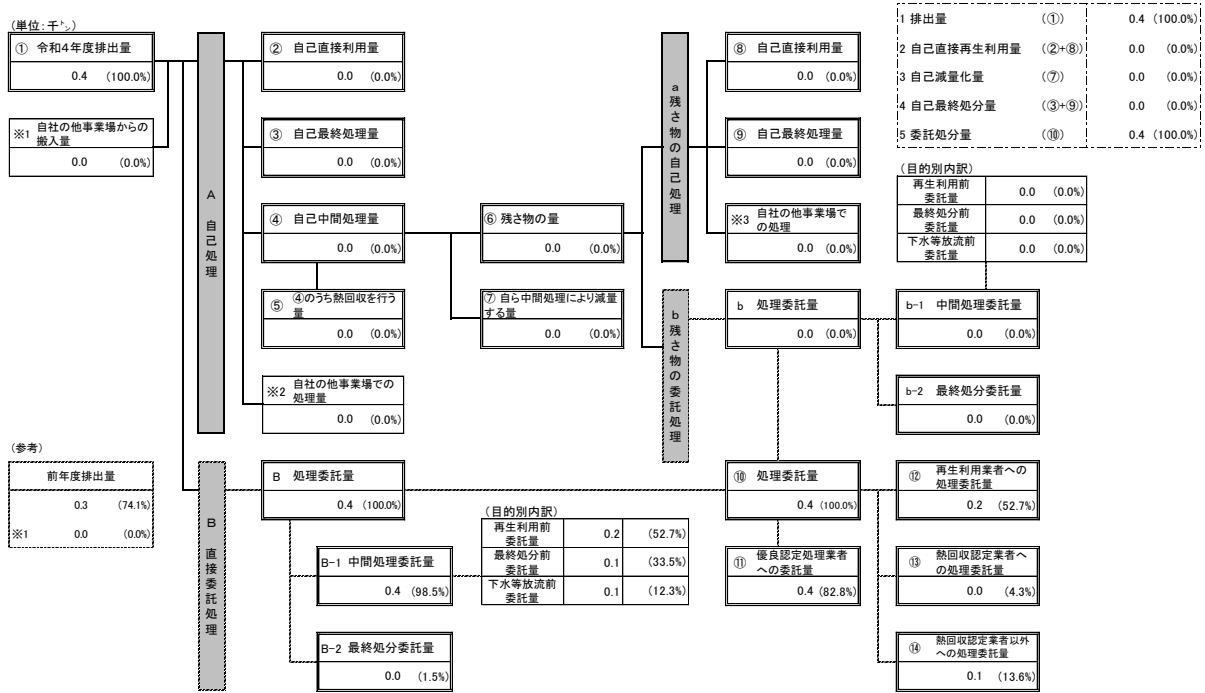 (単位:千㌧)
① 令和4年度排出量
0.4 (100.0%)
※1 自社の他事業場からの
搬入量
0.0 (0.0%)
A 自己処理
② 自己直接利用量
0.0 (0.0%)
③ 自己最終処理量
0.0 (0.0%)
④ 自己中間処理量
0.0 (0.0%)
⑤ ④のうち熱回収を行う
量
0.0 (0.0%)
※2 自社の他事業場での
処理量
0.0 (0.0%)
⑥ 残さ物の量
0.0 (0.0%)
⑦ 自ら中間処理により減量
する量
0.0 (0.0%)
a 残さ物の自己処理
⑧ 自己直接利用量
0.0 (0.0%)
⑨ 自己最終処理量
0.0 (0.0%)
※3 自社の他事業場で
の処理
0.0 (0.0%)
b 残さ物の委託処理
b 処理委託量
0.0 (0.0%)
1 排出量 (①) 0.4 (100.0%)
2 自己直接再生利用量 (②+⑧) 0.0 (0.0%)
3 自己減量化量 (⑦) 0.0 (0.0%)
4 自己最終処分量 (③+⑨) 0.0 (0.0%)
5 委託処分量 (⑩) 0.4 (100.0%)
(目的別内訳)
再生利用前
委託量 0.0 (0.0%)
最終処分前
委託量 0.0 (0.0%)
下水等放流前
委託量 0.0 (0.0%)
b-1 中間処理委託量
0.0 (0.0%)
b-2 最終処分委託量
0.0 (0.0%)
(参考)
前年度排出量
0.3 (74.1%)
※1 0.0 (0.0%)
B 直接委託処理
B 処理委託量
0.4 (100.0%)
B-1 中間処理委託量
0.4 (98.5%)
B-2 最終処分委託量
0.0 (1.5%)
(目的別内訳)
再生利用前
委託量 0.2 (52.7%)
最終処分前
委託量 0.1 (33.5%)
下水等放流前
委託量 0.1 (12.3%)
⑩ 処理委託量
0.4 (100.0%)
⑪ 優良認定処理業者
への委託量
0.4 (82.8%)
⑫ 再生利用業者への
処理委託量
0.2 (52.7%)
⑬ 熱回収認定業者へ
の処理委託量
0.0 (4.3%)
⑭ 熱回収認定業者以外
への処理委託量
0.1 (13.6%)